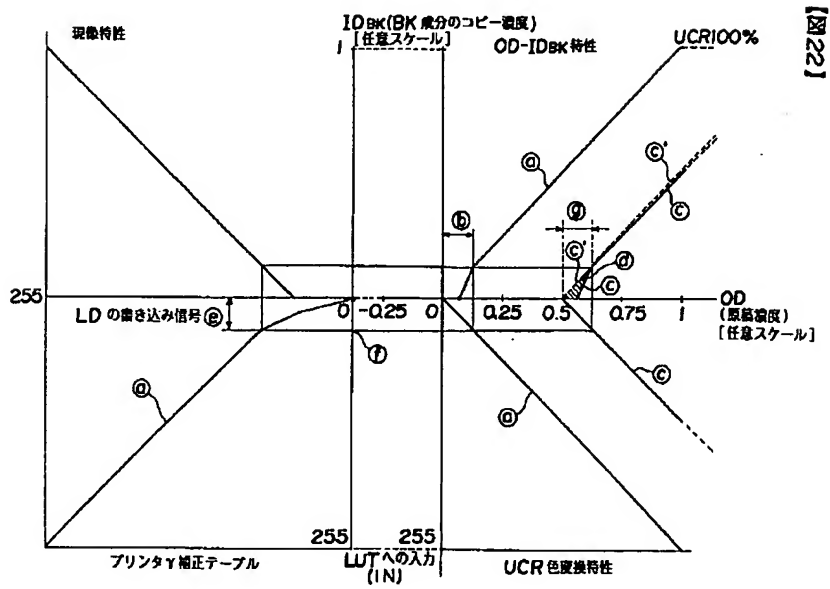 【図22】
現像特性
IDBK(BK成分のコピー濃度)
[任意スケール]
1
OD-IDBK特性
UCR100%
ⓐ
ⓑ
ⓒ'
ⓒ
ⓖ
ⓒ'
ⓓ
ⓒ
255
LDの書き込み信号ⓔ
0
-0.25
0
0.25
0.5
0.75
1
OD
(原稿濃度)
[任意スケール]
ⓕ
ⓒ
ⓐ
ⓐ
255
255
プリンタγ補正テーブル
LUTへの入力
(IN)
UCR色変換特性